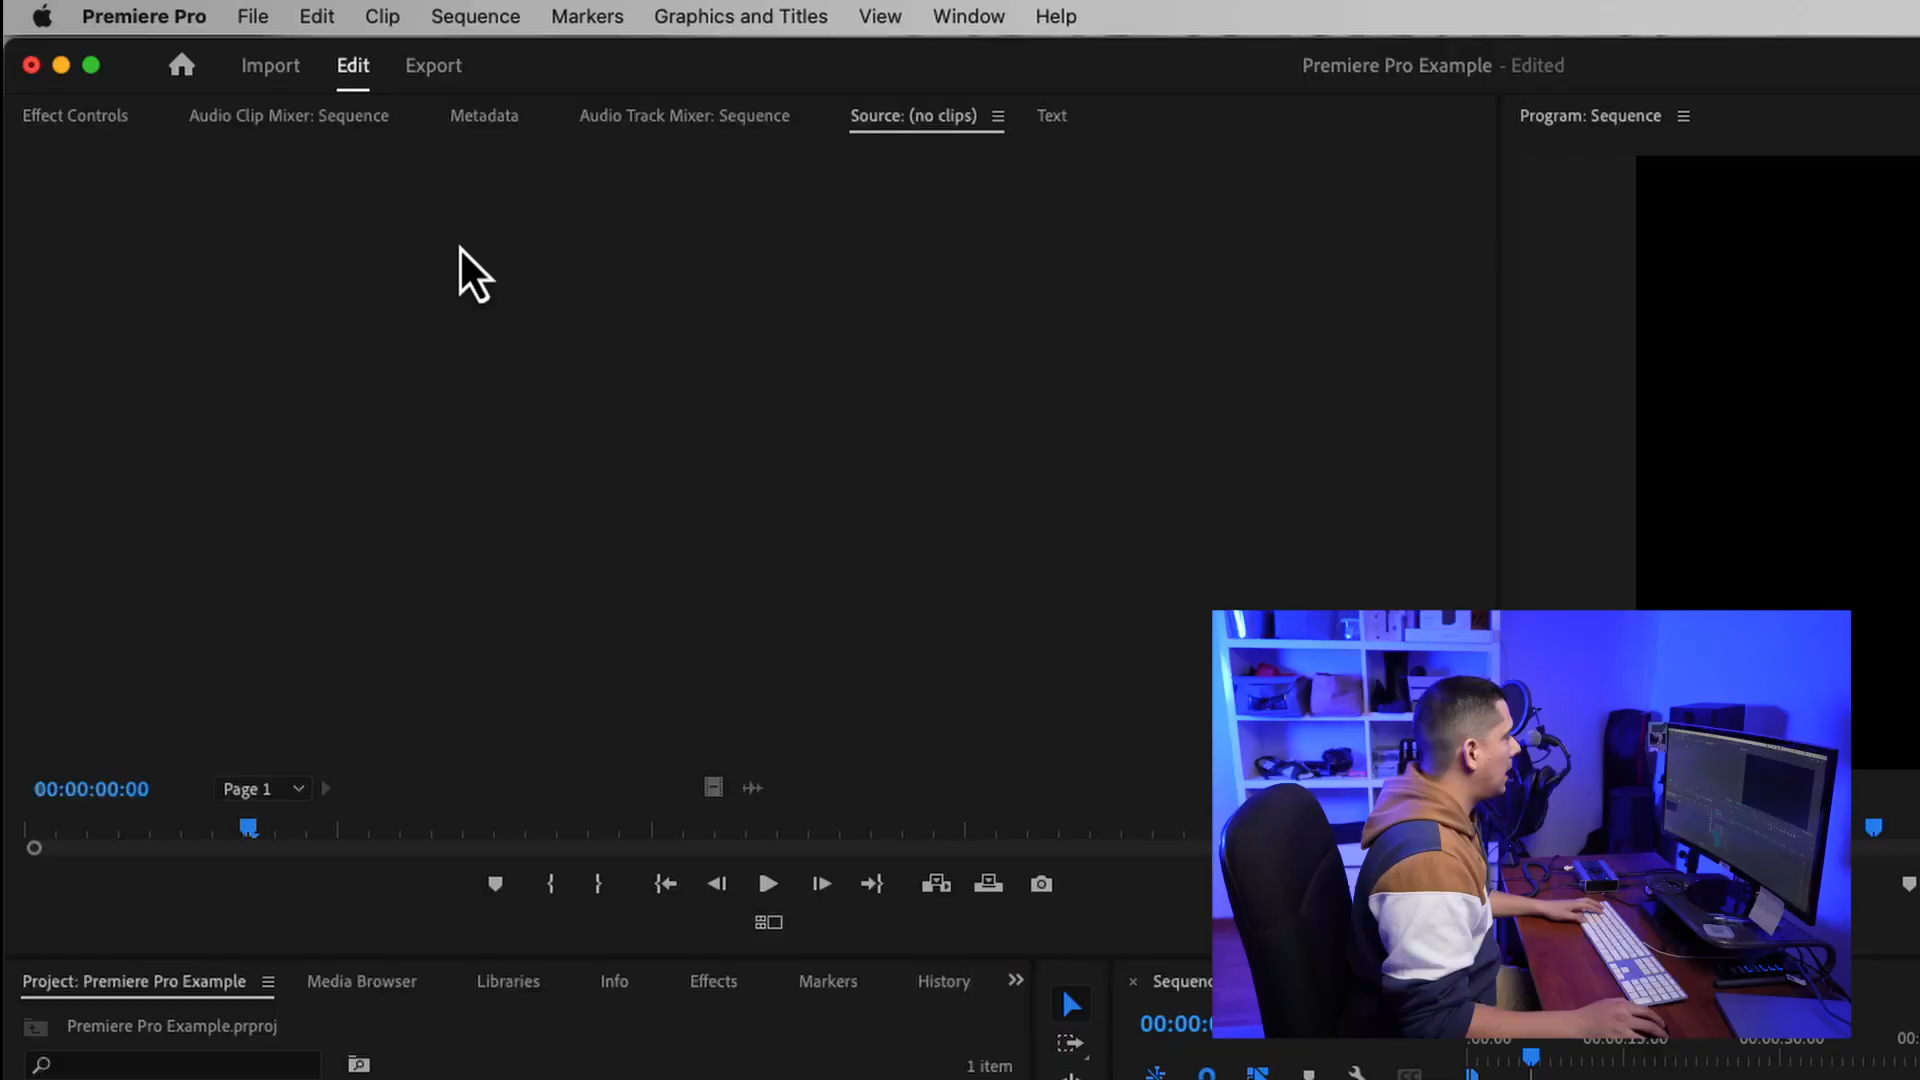 Premiere Pro File Edit Clip Sequence Markers Graphics and Titles View Window Help
Import Edit Export Premiere Pro Example - Edited
Effect Controls Audio Clip Mixer: Sequence Metadata Audio Track Mixer: Sequence Source: (no clips) Text Program: Sequence
00:00:00:00 Page 1
Project: Premiere Pro Example Media Browser Libraries Info Effects Markers History Sequenc
Premiere Pro Example.prproj
00:00:
1 item